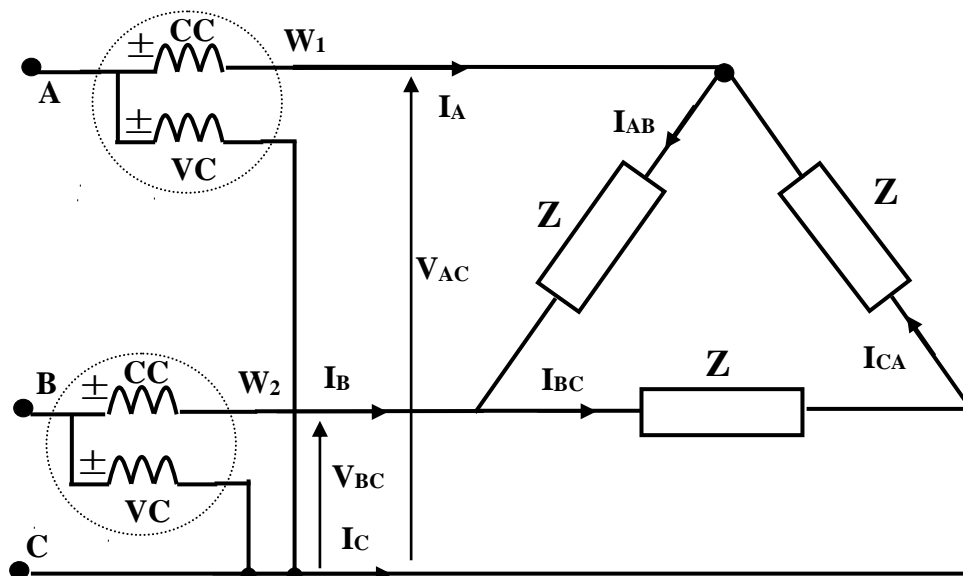 ± CC W1
A
IA
± VC
IAB
Z
Z
VAC
B ± CC W2 IB
IBC
Z
ICA
± VC
VBC
C
IC